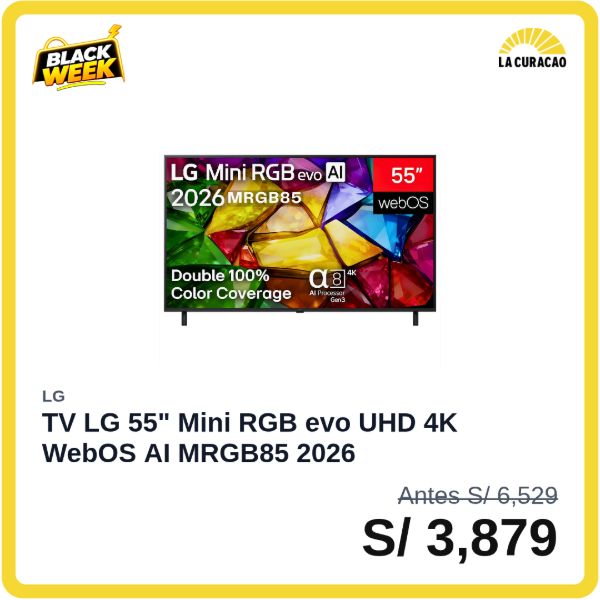 BLACK
WEEK
LA CURACAO
LG Mini RGB evo AI
55"
2026 MRGB85
webOS
Double 100%
Color Coverage
α8 4K
AI Processor
Gen3
LG
TV LG 55" Mini RGB evo UHD 4K
WebOS AI MRGB85 2026
Antes S/ 6,529
S/ 3,879